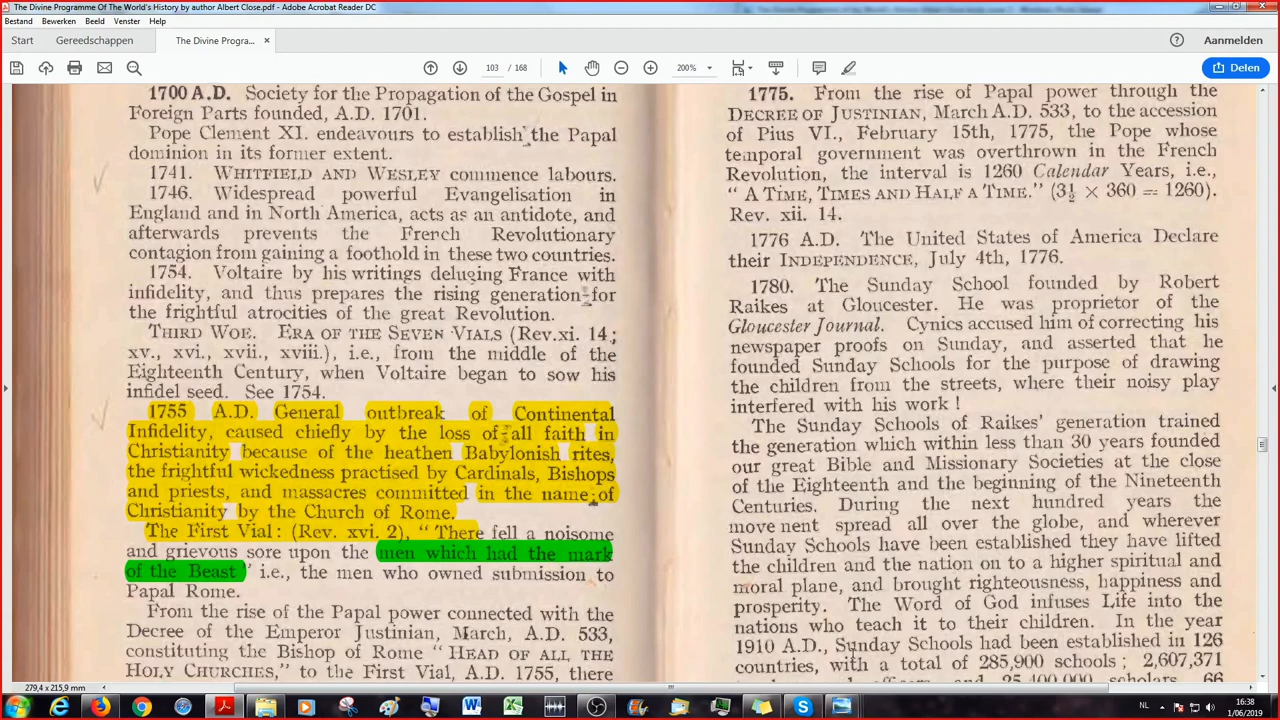 The Divine Programme Of The World's History by author Albert Close.pdf - Adobe Acrobat Reader DC
Bestand Bewerken Beeld Venster Help
Start Gereedschappen The Divine Progra... × Aanmelden
103 / 168 200% Delen
1700 A.D. Society for the Propagation of the Gospel in
Foreign Parts founded, A.D. 1701.
Pope Clement XI. endeavours to establish the Papal
dominion in its former extent.
1741. WHITFIELD AND WESLEY commence labours.
1746. Widespread powerful Evangelisation in
England and in North America, acts as an antidote, and
afterwards prevents the French Revolutionary
contagion from gaining a foothold in these two countries.
1754. Voltaire by his writings deluging France with
infidelity, and thus prepares the rising generation for
the frightful atrocities of the great Revolution.
THIRD WOE. ERA OF THE SEVEN VIALS (Rev.xi. 14;
xv., xvi., xvii., xviii.), i.e., from the middle of the
Eighteenth Century, when Voltaire began to sow his
infidel seed. See 1754.
1755 A.D. General outbreak of Continental
Infidelity, caused chiefly by the loss of all faith in
Christianity because of the heathen Babylonish rites,
the frightful wickedness practised by Cardinals, Bishops
and priests, and massacres committed in the name of
Christianity by the Church of Rome.
The First Vial: (Rev. xvi. 2), "There fell a noisome
and grievous sore upon the men which had the mark
of the Beast" i.e., the men who owned submission to
Papal Rome.
From the rise of the Papal power connected with the
Decree of the Emperor Justinian, March, A.D. 533,
constituting the Bishop of Rome "HEAD OF ALL THE
HOLY CHURCHES," to the First Vial, A.D. 1755, there
1775. From the rise of Papal power through the
DECREE OF JUSTINIAN, March A.D. 533, to the accession
of Pius VI., February 15th, 1775, the Pope whose
temporal government was overthrown in the French
Revolution, the interval is 1260 Calendar Years, i.e.,
"A TIME, TIMES AND HALF A TIME." (3½ × 360 = 1260).
Rev. xii. 14.
1776 A.D. The United States of America Declare
their INDEPENDENCE, July 4th, 1776.
1780. The Sunday School founded by Robert
Raikes at Gloucester. He was proprietor of the
Gloucester Journal. Cynics accused him of correcting his
newspaper proofs on Sunday, and asserted that he
founded Sunday Schools for the purpose of drawing
the children from the streets, where their noisy play
interfered with his work!
The Sunday Schools of Raikes' generation trained
the generation which within less than 30 years founded
our great Bible and Missionary Societies at the close
of the Eighteenth and the beginning of the Nineteenth
Centuries. During the next hundred years the
movement spread all over the globe, and wherever
Sunday Schools have been established they have lifted
the children and the nation on to a higher spiritual and
moral plane, and brought righteousness, happiness and
prosperity. The Word of God infuses Life into the
nations who teach it to their children. In the year
1910 A.D., Sunday Schools had been established in 126
countries, with a total of 285,900 schools; 2,607,371
279,4 x 215,9 mm
NL 16:38
1/06/2019